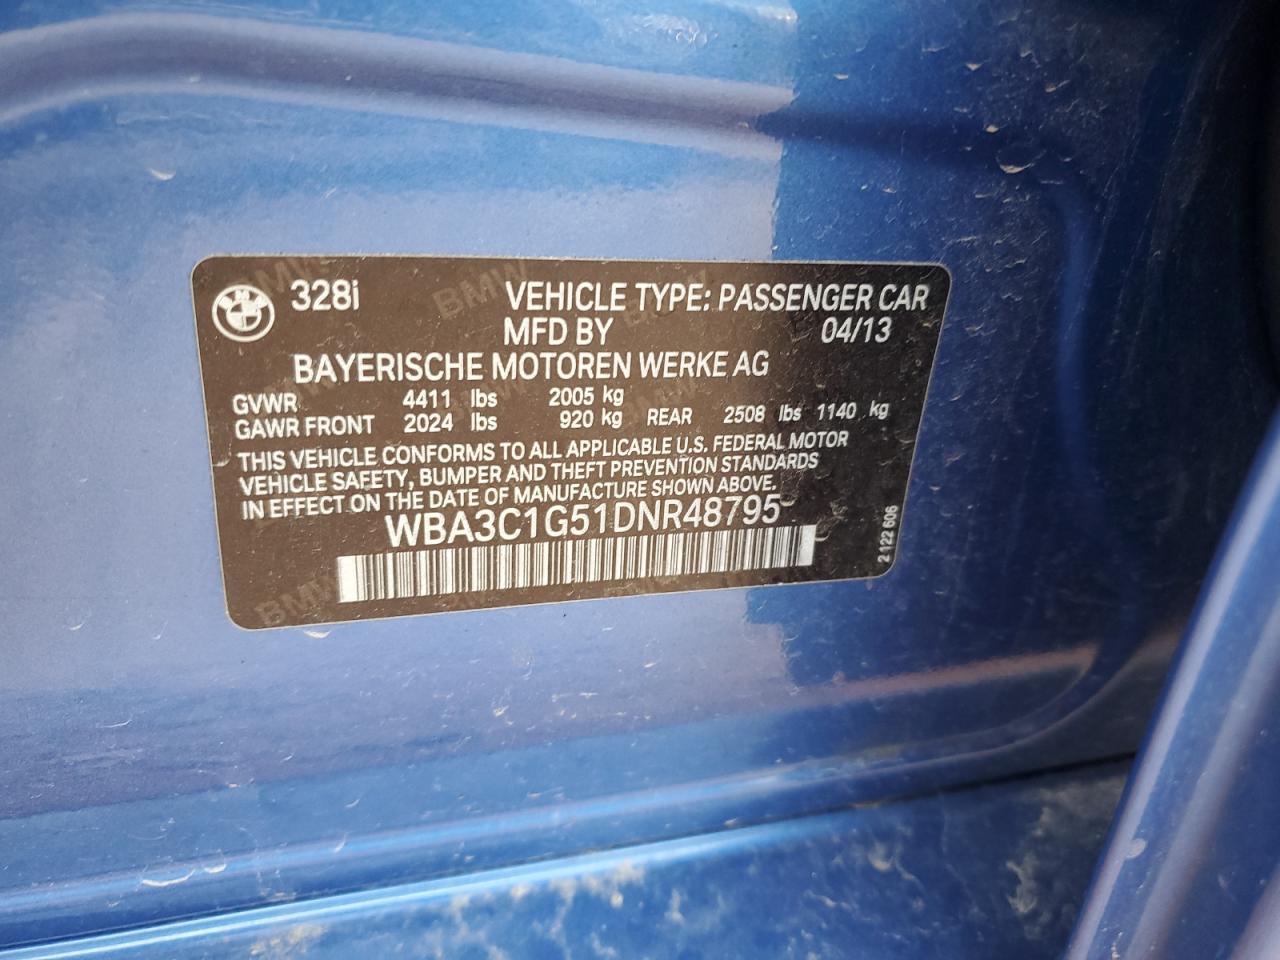 328i VEHICLE TYPE: PASSENGER CAR
MFD BY 04/13
BAYERISCHE MOTOREN WERKE AG
GVWR 4411 lbs 2005 kg
GAWR FRONT 2024 lbs 920 kg REAR 2508 lbs 1140 kg
THIS VEHICLE CONFORMS TO ALL APPLICABLE U.S. FEDERAL MOTOR
VEHICLE SAFETY, BUMPER AND THEFT PREVENTION STANDARDS
IN EFFECT ON THE DATE OF MANUFACTURE SHOWN ABOVE.
WBA3C1G51DNR48795
2 122 606